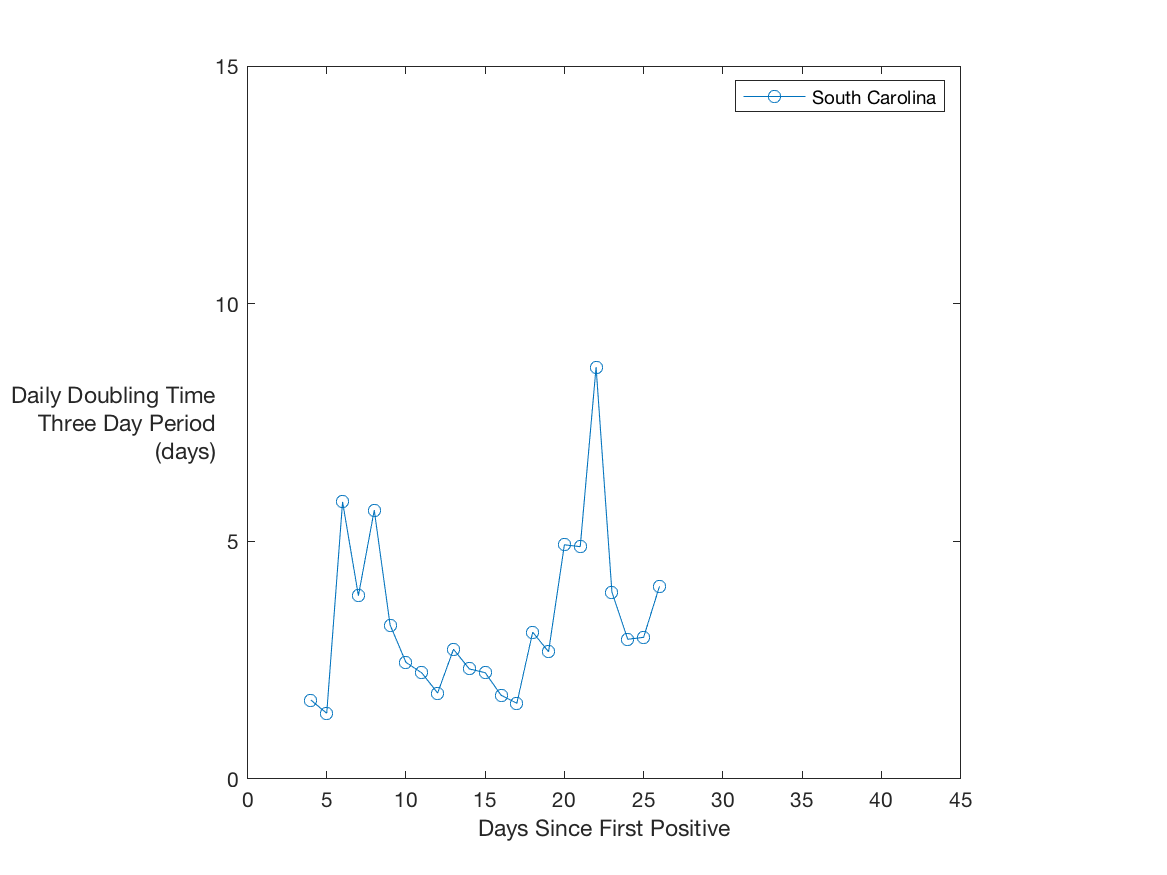 15
South Carolina
10
Daily Doubling Time
Three Day Period
(days)
5
0
0 5 10 15 20 25 30 35 40 45
Days Since First Positive